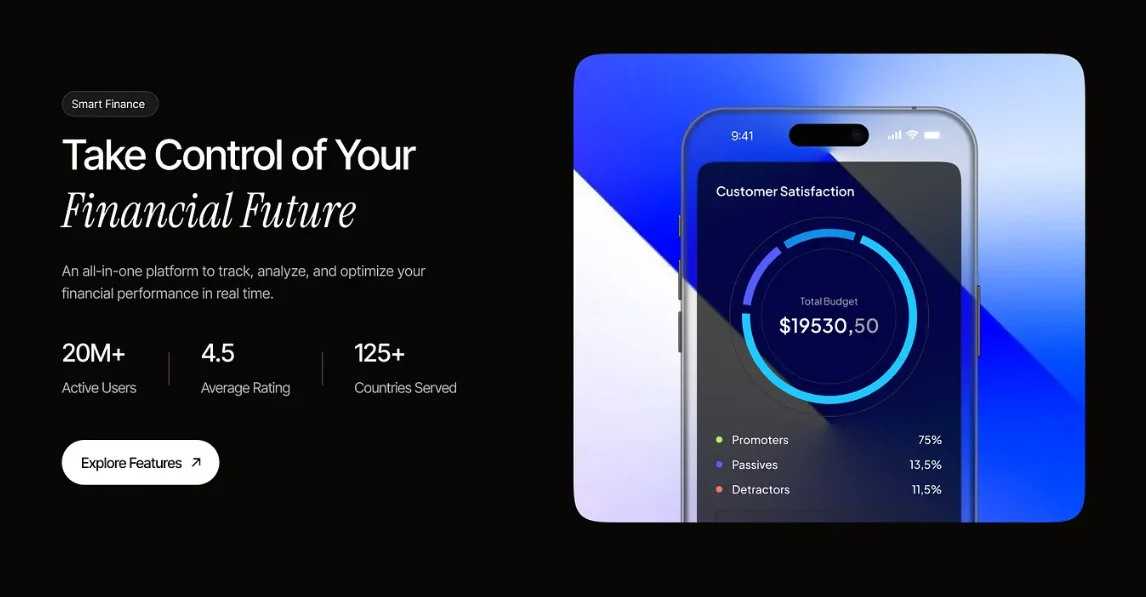 Smart Finance
Take Control of Your
Financial Future
An all-in-one platform to track, analyze, and optimize your
financial performance in real time.
20M+
Active Users
4.5
Average Rating
125+
Countries Served
Explore Features
9:41
Customer Satisfaction
Total Budget
$19530,50
Promoters 75%
Passives 13,5%
Detractors 11,5%